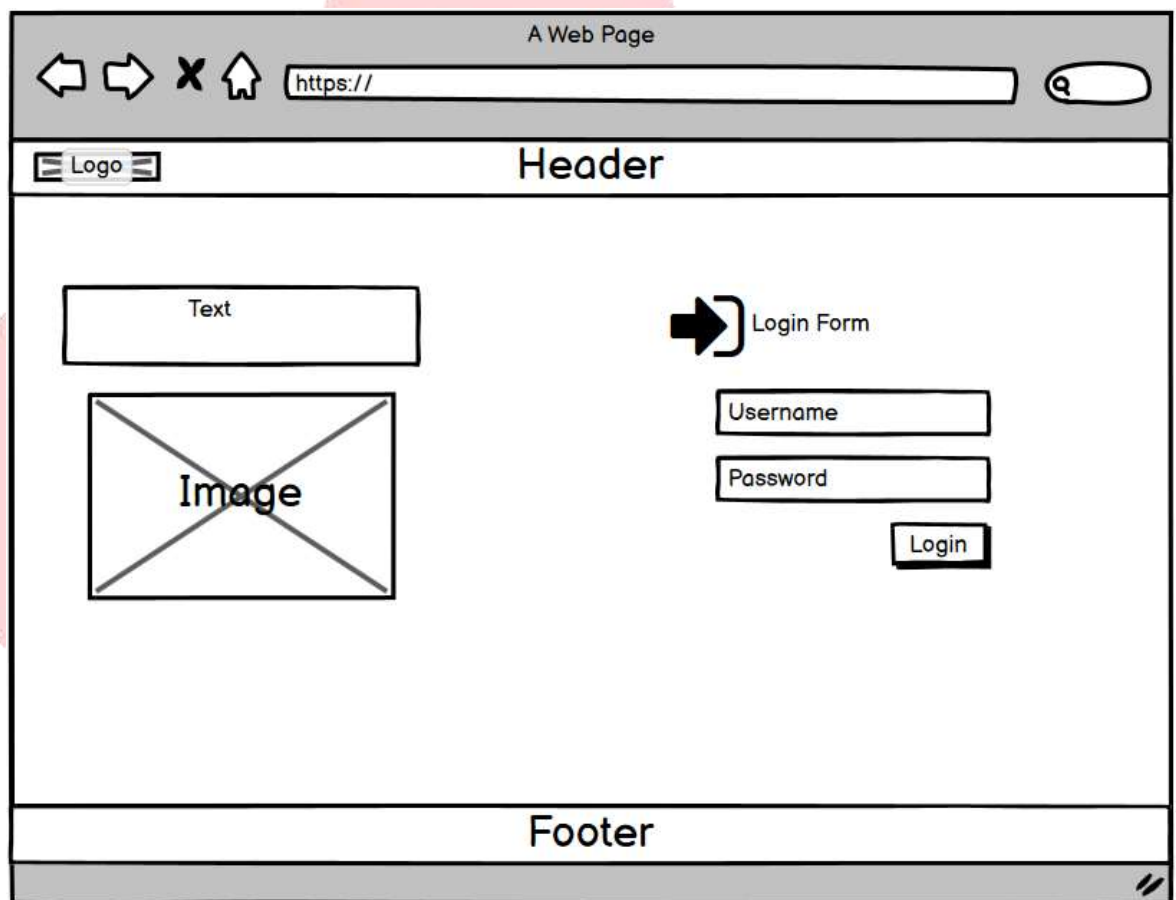 A Web Page
https://
Logo
Header
Text
Image
Login Form
Username
Password
Login
Footer